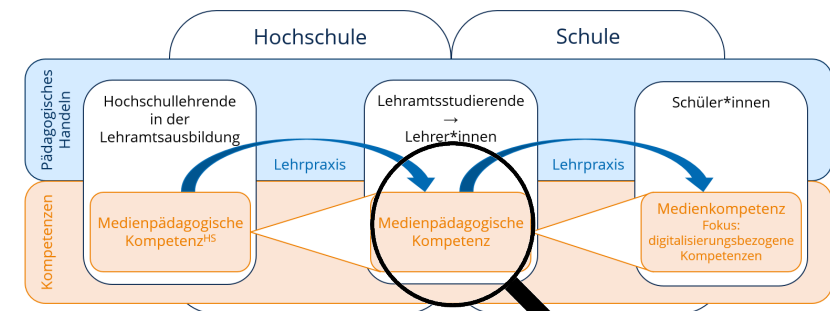 Hochschule
Schule
Pädagogisches
Handeln
Hochschullehrende
in der
Lehramtsausbildung
Lehramtsstudierende
→
Lehrer*innen
Schüler*innen
Lehrpraxis
Lehrpraxis
Kompetenzen
Medienpädagogische
Kompetenzᴴˢ
Medienpädagogische
Kompetenz
Medienkompetenz
Fokus:
digitalisierungsbezogene
Kompetenzen